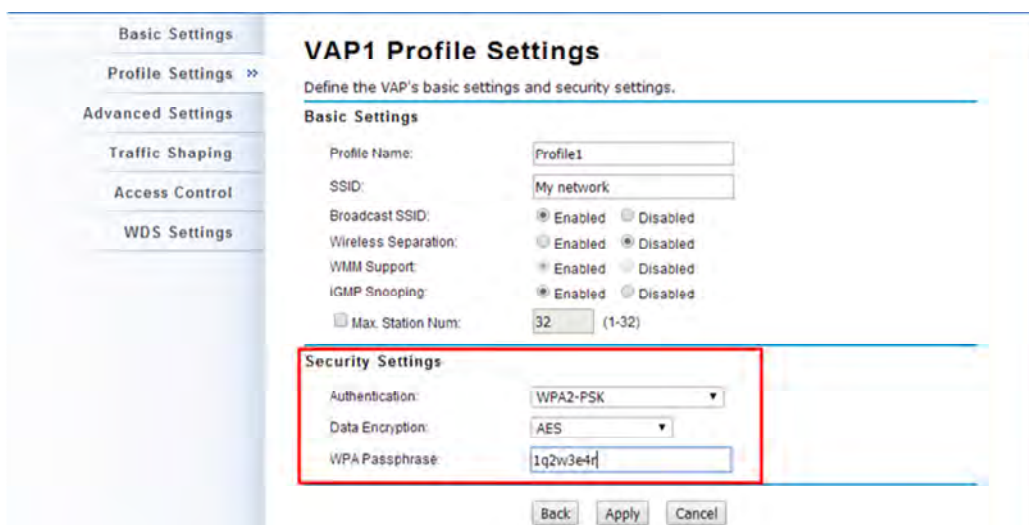 Basic Settings
Profile Settings »
Advanced Settings
Traffic Shaping
Access Control
WDS Settings
VAP1 Profile Settings
Define the VAP's basic settings and security settings.
Basic Settings
Profile Name: Profile1
SSID: My network
Broadcast SSID: Enabled Disabled
Wireless Separation: Enabled Disabled
WMM Support: Enabled Disabled
IGMP Snooping: Enabled Disabled
Max. Station Num: 32 (1-32)
Security Settings
Authentication: WPA2-PSK
Data Encryption: AES
WPA Passphrase: 1q2w3e4r
Back Apply Cancel